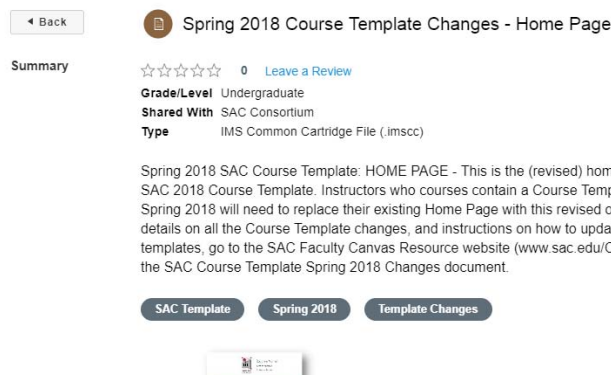 Back
Spring 2018 Course Template Changes - Home Page
Summary
0 Leave a Review
Grade/Level Undergraduate
Shared With SAC Consortium
Type IMS Common Cartridge File (.imscc)
Spring 2018 SAC Course Template: HOME PAGE - This is the (revised) hom
SAC 2018 Course Template. Instructors who courses contain a Course Temp
Spring 2018 will need to replace their existing Home Page with this revised o
details on all the Course Template changes, and instructions on how to upda
templates, go to the SAC Faculty Canvas Resource website (www.sac.edu/C
the SAC Course Template Spring 2018 Changes document.
SAC Template Spring 2018 Template Changes